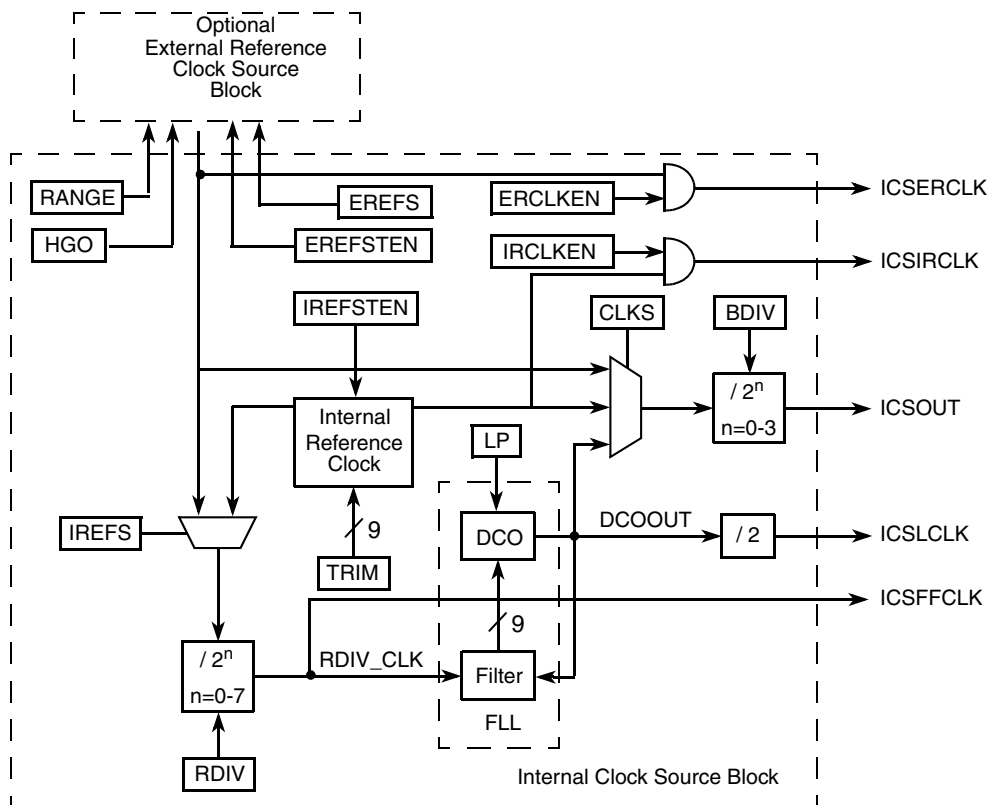 Optional
External Reference
Clock Source
Block
RANGE
HGO
EREFS
EREFSTEN
ERCLKEN
ICSERCLK
IRCLKEN
ICSIRCLK
IREFSTEN
CLKS
BDIV
Internal
Reference
Clock
/ 2ⁿ
n=0-3
ICSOUT
LP
IREFS
9
TRIM
DCO
DCOOUT
/ 2
ICSLCLK
ICSFFCLK
9
/ 2ⁿ
n=0-7
RDIV_CLK
Filter
FLL
RDIV
Internal Clock Source Block